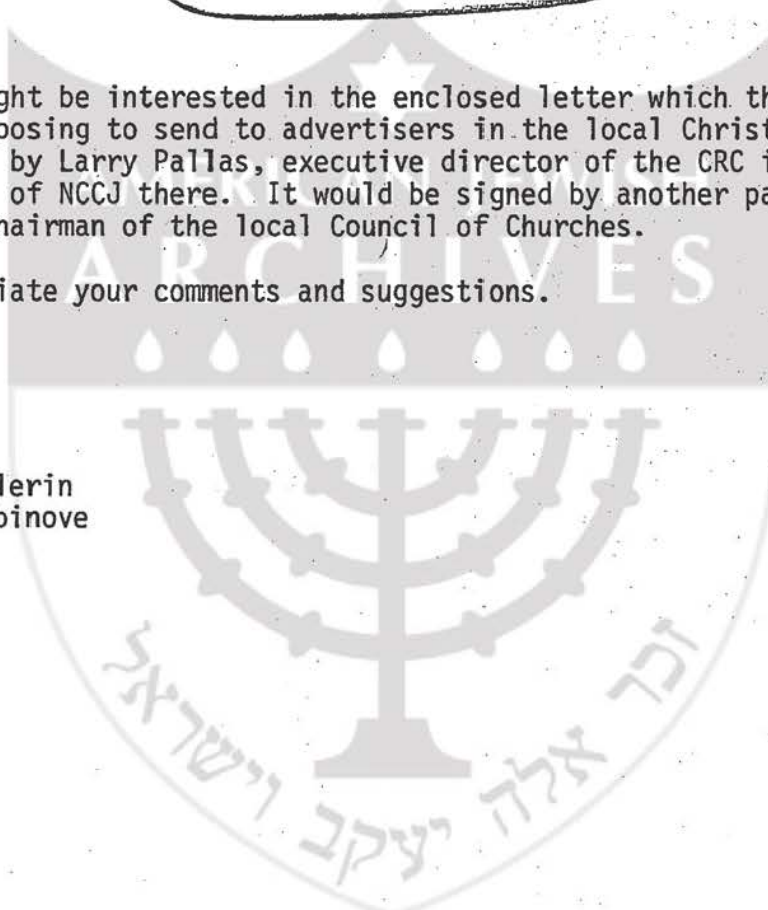 ght be interested in the enclosed letter which th
posing to send to advertisers in the local Christ
by Larry Pallas, executive director of the CRC i
of NCCJ there. It would be signed by another pa
hairman of the local Council of Churches.
iate your comments and suggestions.
AMERICAN JEWISH
ARCHIVES
lerin
binove
זכר אלה יעקב וישראל